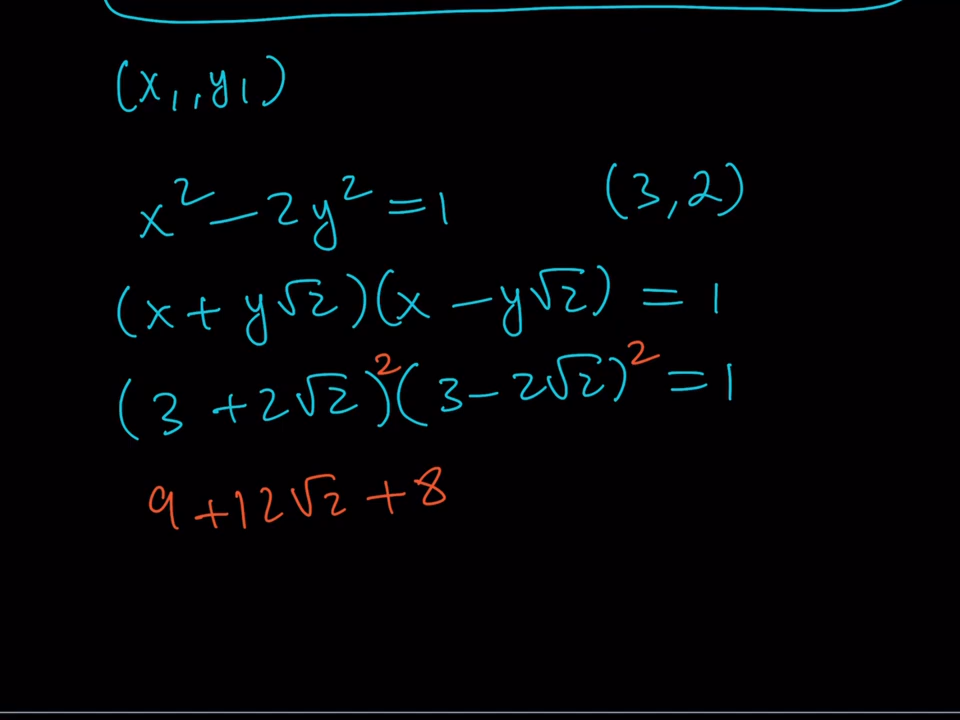 (x₁,y₁)
x² - 2y² = 1 (3,2)
(x + y√2)(x - y√2) = 1
(3 + 2√2)²(3 - 2√2)² = 1
9 + 12√2 + 8